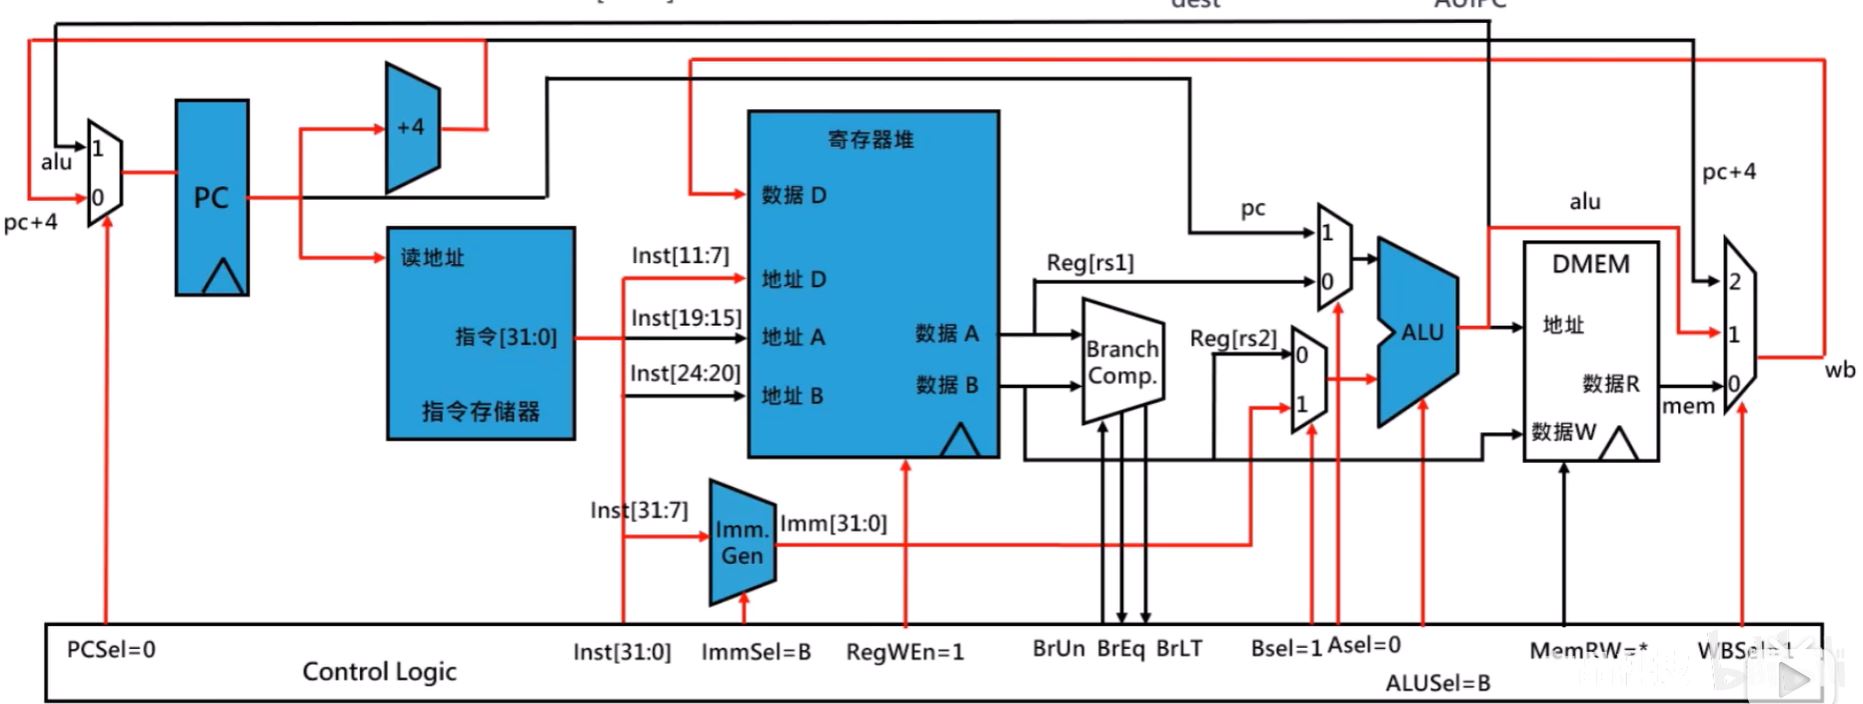 dest
AUIPC
alu
1
0
pc+4
PC
+4
读地址
指令[31:0]
指令存储器
寄存器堆
数据 D
Inst[11:7]
地址 D
Inst[19:15]
地址 A
数据 A
Inst[24:20]
地址 B
数据 B
Inst[31:7]
Imm.
Gen
Imm[31:0]
Reg[rs1]
Branch
Comp.
Reg[rs2]
pc
1
0
0
1
ALU
alu
pc+4
DMEM
地址
数据R
数据W
mem
2
1
0
wb
PCSel=0
Control Logic
Inst[31:0]
ImmSel=B
RegWEn=1
BrUn
BrEq
BrLT
Bsel=1
Asel=0
ALUSel=B
MemRW=*
WBSel=1